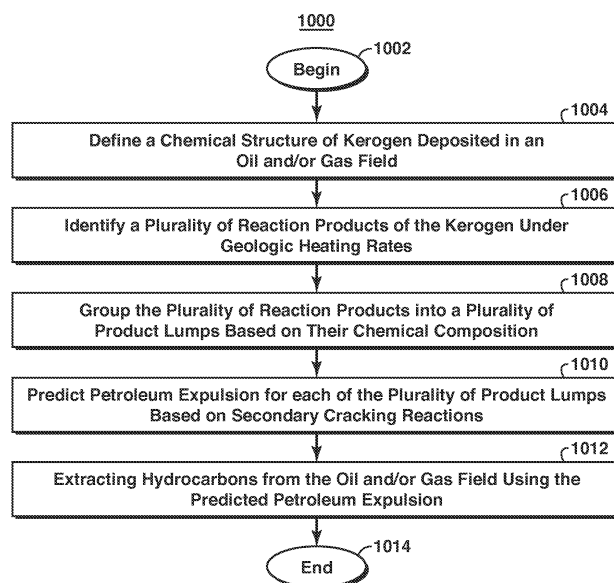 1000
1002
Begin
1004
Define a Chemical Structure of Kerogen Deposited in an
Oil and/or Gas Field
1006
Identify a Plurality of Reaction Products of the Kerogen Under
Geologic Heating Rates
1008
Group the Plurality of Reaction Products into a Plurality of
Product Lumps Based on Their Chemical Composition
1010
Predict Petroleum Expulsion for each of the Plurality of Product Lumps
Based on Secondary Cracking Reactions
1012
Extracting Hydrocarbons from the Oil and/or Gas Field Using the
Predicted Petroleum Expulsion
1014
End